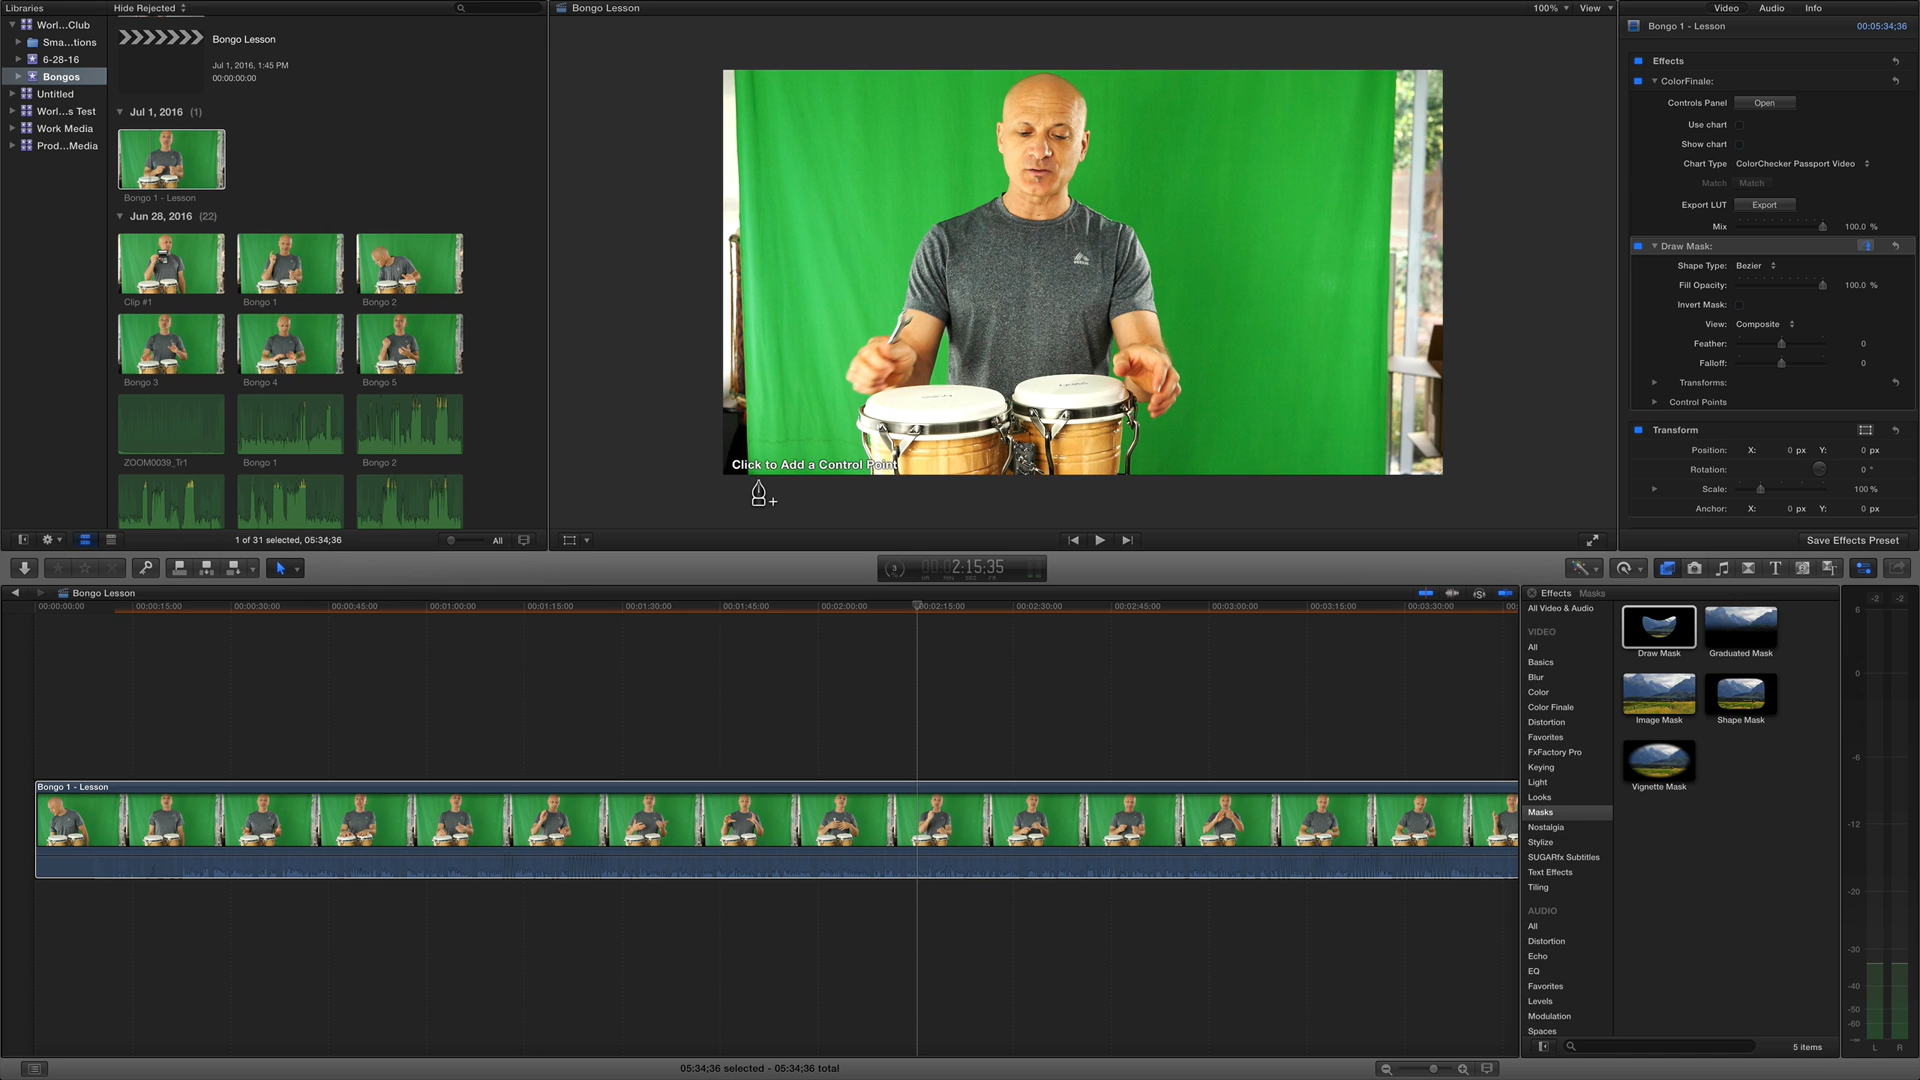 Libraries
Hide Rejected
Bongo Lesson
100%
View
Video
Audio
Info
Worl...Club
Sma...tions
6-28-16
Bongos
Untitled
Worl...s Test
Work Media
Prod...Media
Bongo Lesson
Jul 1, 2016, 1:45 PM
00:00:00:00
Jul 1, 2016 (1)
Bongo 1 - Lesson
Jun 28, 2016 (22)
Clip #1
Bongo 1
Bongo 2
Bongo 3
Bongo 4
Bongo 5
ZOOM0039_Tr1
Bongo 1
Bongo 2
1 of 31 selected, 05:34;36
All
Click to Add a Control Point
Bongo 1 - Lesson
00:05:34;36
Effects
ColorFinale:
Controls Panel
Open
Use chart
Show chart
Chart Type
ColorChecker Passport Video
Match
Match
Export LUT
Export
Mix
100.0 %
Draw Mask:
Shape Type:
Bezier
Fill Opacity:
100.0 %
Invert Mask:
View:
Composite
Feather:
0
Falloff:
0
Transforms:
Control Points
Transform
Position:
X:
0 px
Y:
0 px
Rotation:
0 °
Scale:
100 %
Anchor:
X:
0 px
Y:
0 px
Save Effects Preset
00:02:15:35
HR MIN SEC FR
Bongo Lesson
00:00:00:00
00:00:15:00
00:00:30:00
00:00:45:00
00:01:00:00
00:01:15:00
00:01:30:00
00:01:45:00
00:02:00:00
00:02:15:00
00:02:30:00
00:02:45:00
00:03:00:00
00:03:15:00
00:03:30:00
Bongo 1 - Lesson
Effects
Masks
All Video & Audio
VIDEO
All
Basics
Blur
Color
Color Finale
Distortion
Favorites
FxFactory Pro
Keying
Light
Looks
Masks
Nostalgia
Stylize
SUGARfx Subtitles
Text Effects
Tiling
AUDIO
All
Distortion
Echo
EQ
Favorites
Levels
Modulation
Spaces
Draw Mask
Graduated Mask
Image Mask
Shape Mask
Vignette Mask
5 items
-2
-2
6
0
-6
-12
-20
-30
-40
-50
-60
-∞
L
R
05:34;36 selected - 05:34;36 total